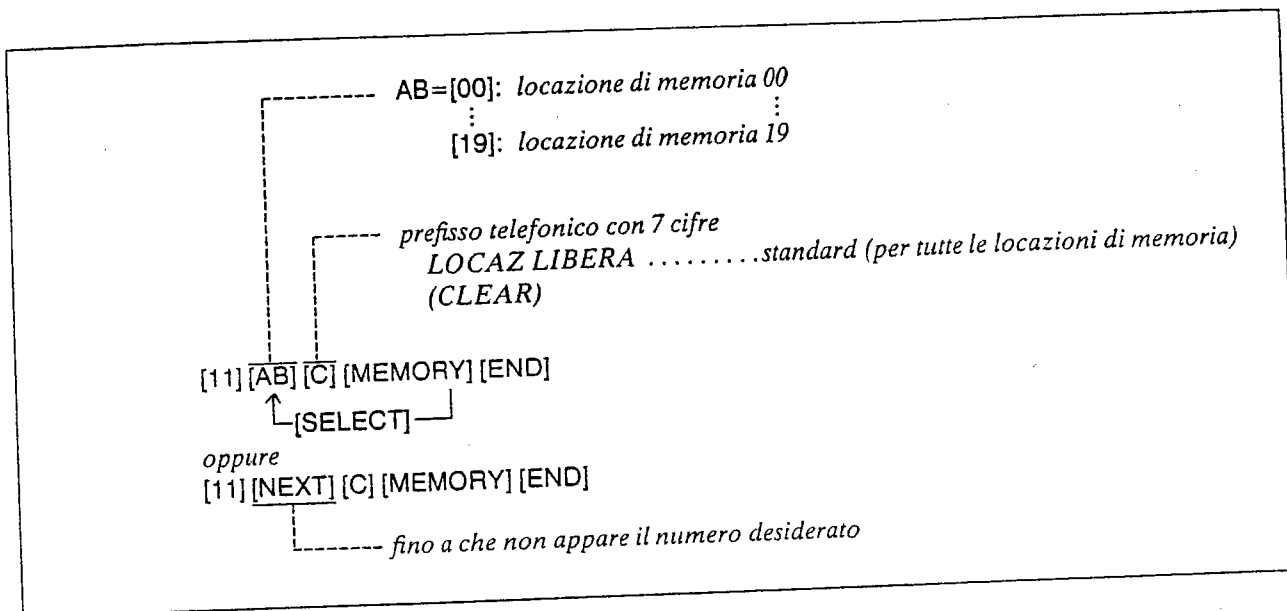 AB=[00]: locazione di memoria 00
[19]: locazione di memoria 19
prefisso telefonico con 7 cifre
LOCAZ LIBERA .........standard (per tutte le locazioni di memoria)
(CLEAR)
[11] [AB] [C] [MEMORY] [END]
[SELECT]
oppure
[11] [NEXT] [C] [MEMORY] [END]
fino a che non appare il numero desiderato